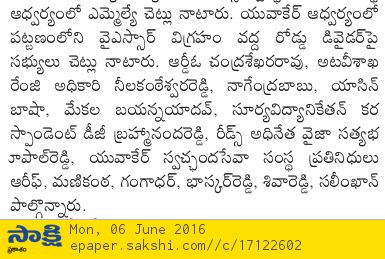 ఆధ్వర్యంలో ఎమ్మెల్యే చెట్లు నాటారు. యువాకేర్ ఆధ్వర్యంలో
పట్టణంలోని వైఎస్సార్ విగ్రహం వద్ద రోడ్డు డివైడర్‌పై
సభ్యులు చెట్లు నాటారు. ఆర్డీఓ చంద్రశేఖరరావు, అటవీశాఖ
రేంజి అధికారి నీలకంఠేశ్వరరెడ్డి, నాగేంద్రబాబు, యాసిన్
బాషా, మేకల బయన్నయాదవ్, సూర్యవిద్యానికేతన్ కర
స్పాండెంట్ డీజీ బ్రహ్మానందరెడ్డి, రీడ్స్ అధినేత వైజా సత్యభ
ూపాల్‌రెడ్డి, యువాకేర్ స్వచ్ఛందసేవా సంస్థ ప్రతినిధులు
ఆరీఫ్, మణికంఠ, గంగాధర్, భాస్కర్‌రెడ్డి, శివారెడ్డి, సలీంఖాన్
పాల్గొన్నారు.
సాక్షి Mon, 06 June 2016
ప్రకాశం epaper.sakshi.com//c/17122602